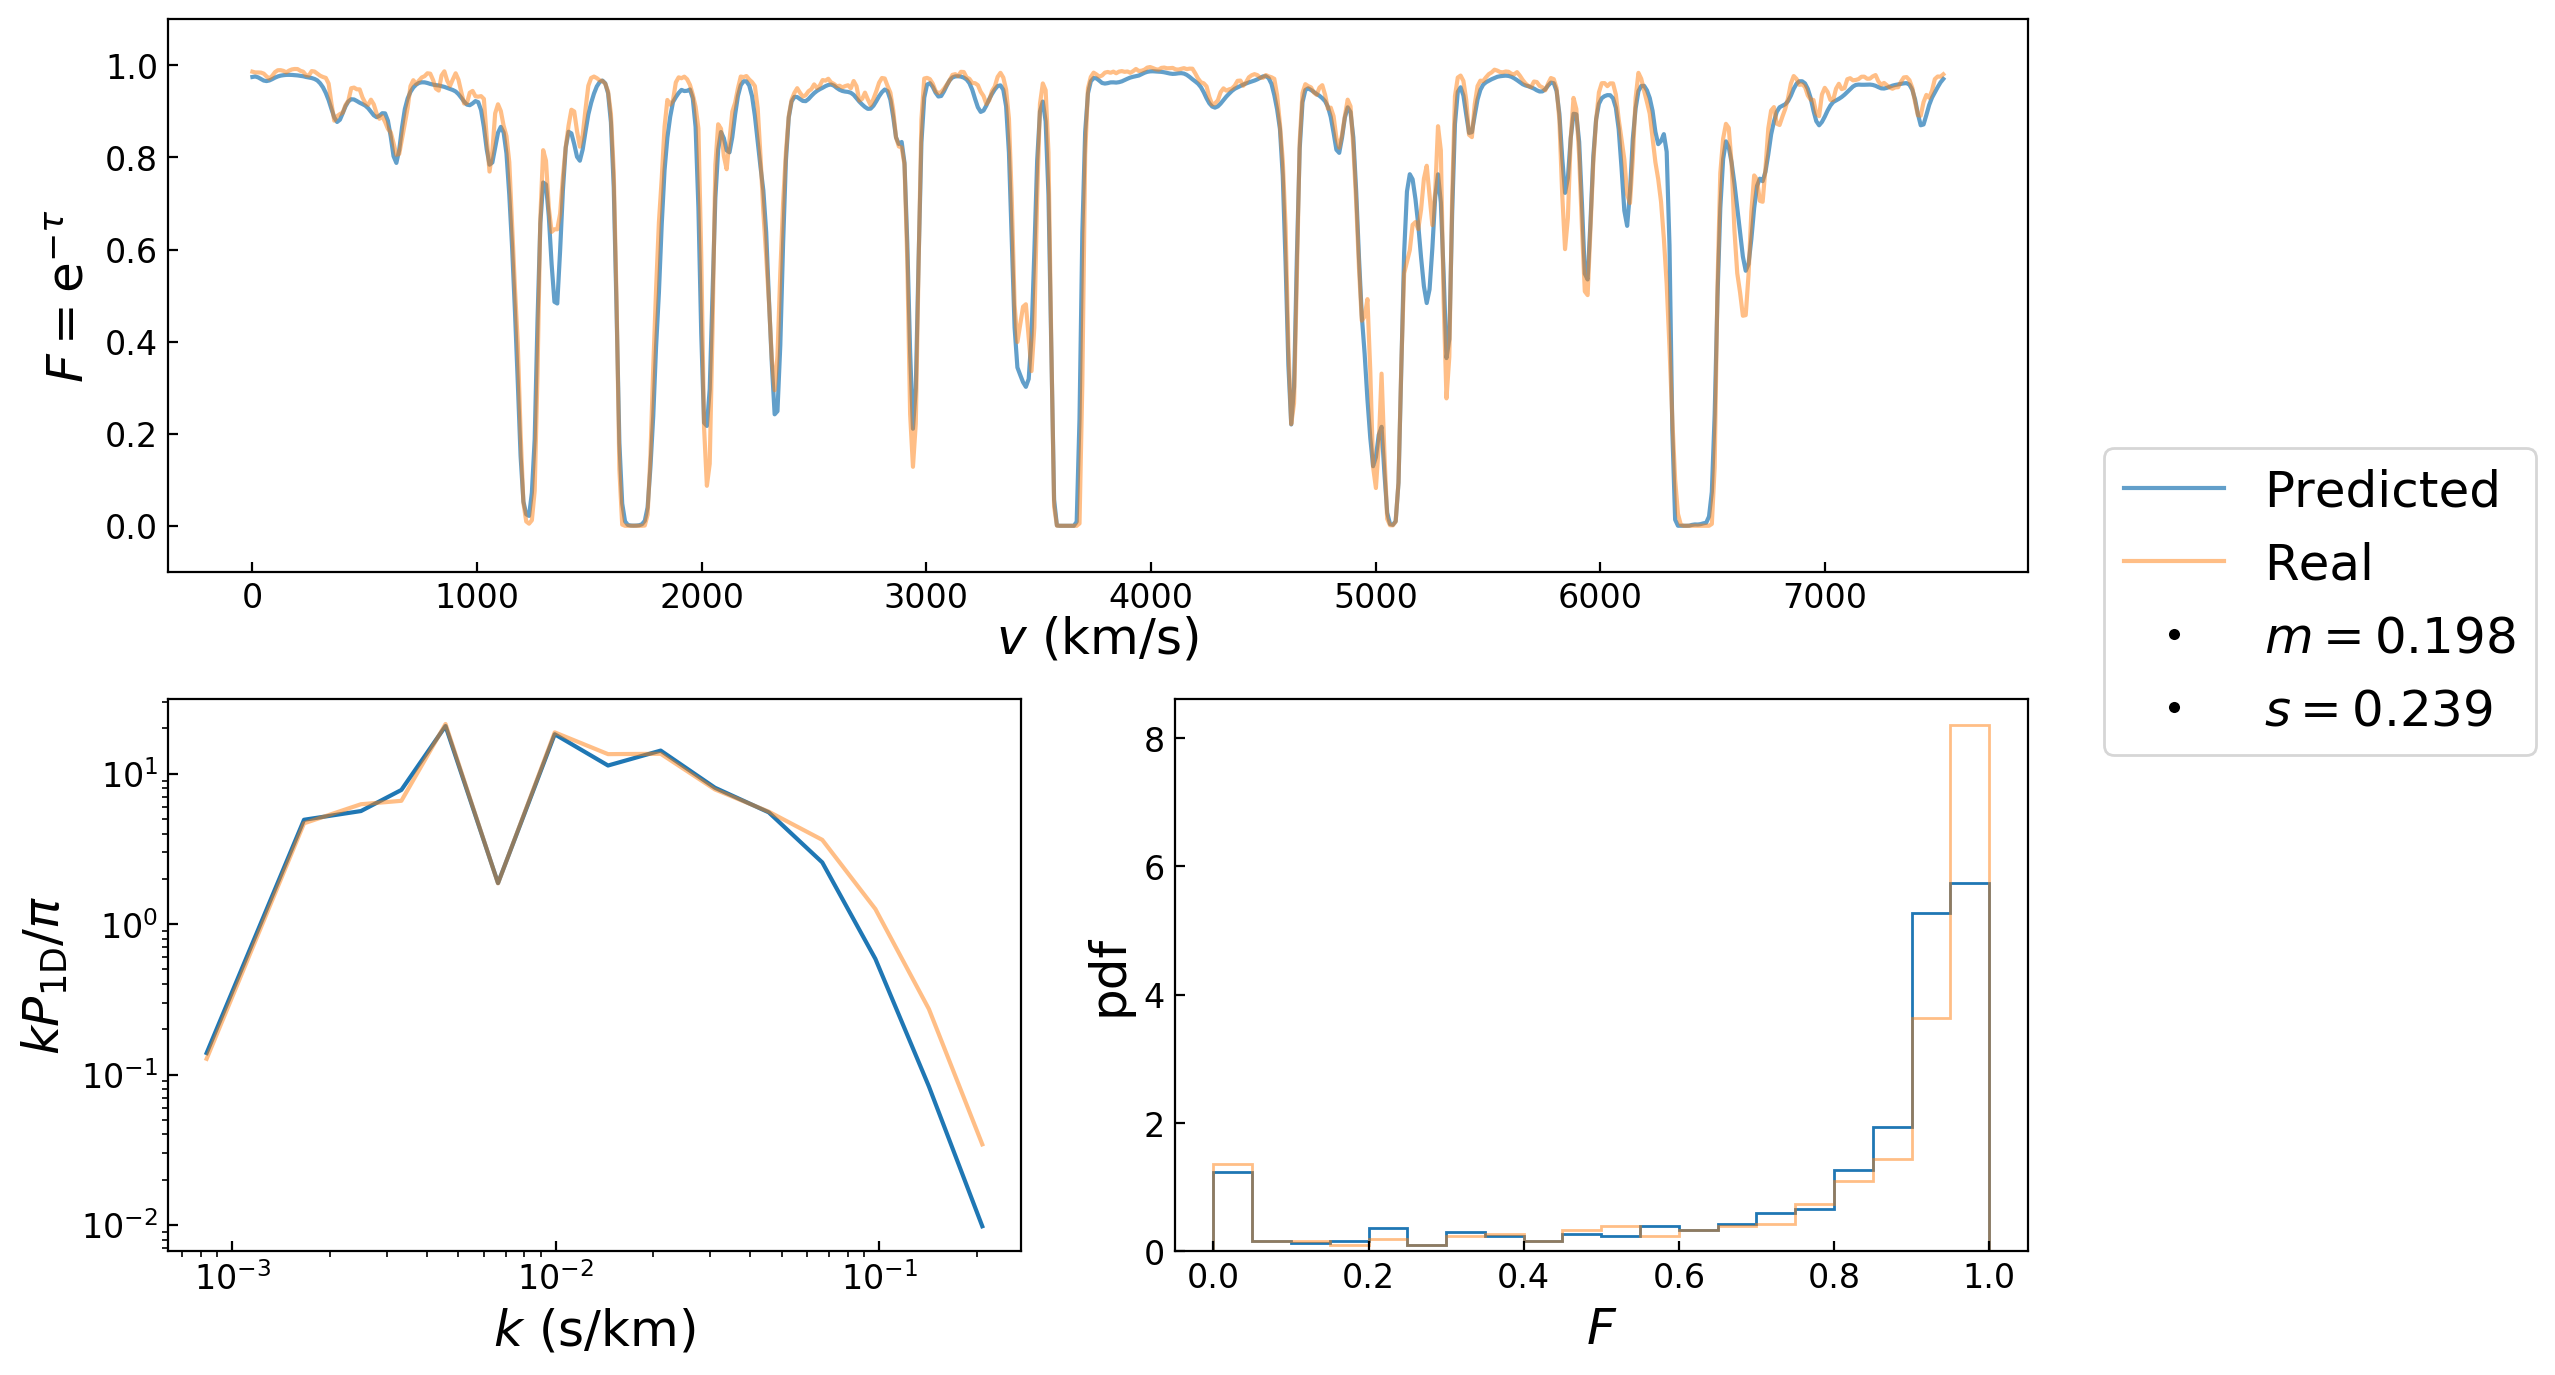 F = e^{−τ}
1.0
0.8
0.6
0.4
0.2
0.0
0 1000 2000 3000 4000 5000 6000 7000
v (km/s)
Predicted
Real
m = 0.198
s = 0.239
kP_{1D}/π
10^1
10^0
10^{−1}
10^{−2}
10^{−3} 10^{−2} 10^{−1}
k (s/km)
pdf
8
6
4
2
0
0.0 0.2 0.4 0.6 0.8 1.0
F